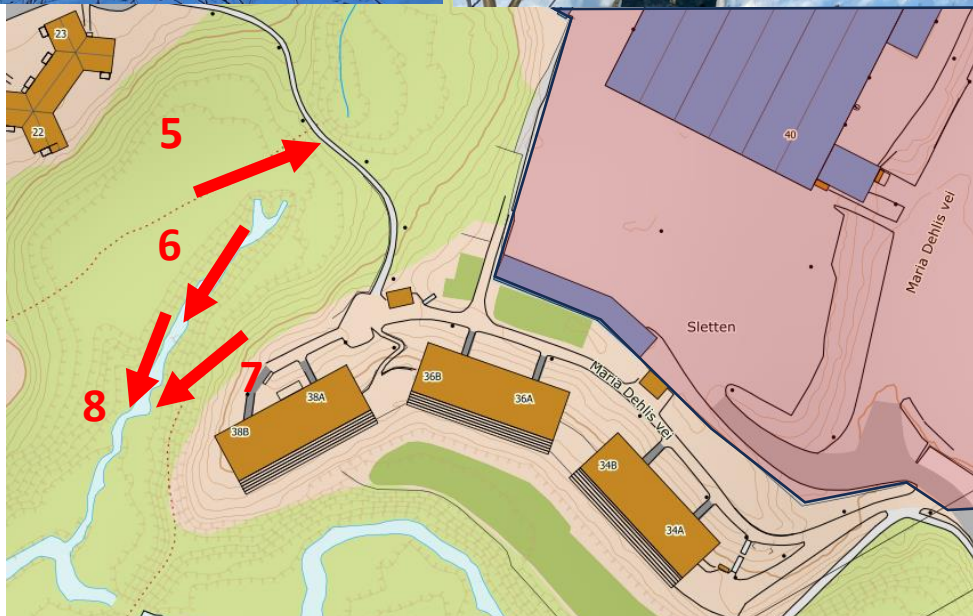 23
22
5
40
Maria Dehlis vei
6
Sletten
7
8
38A
38B
36B
36A
Maria Dehlis vei
34B
34A